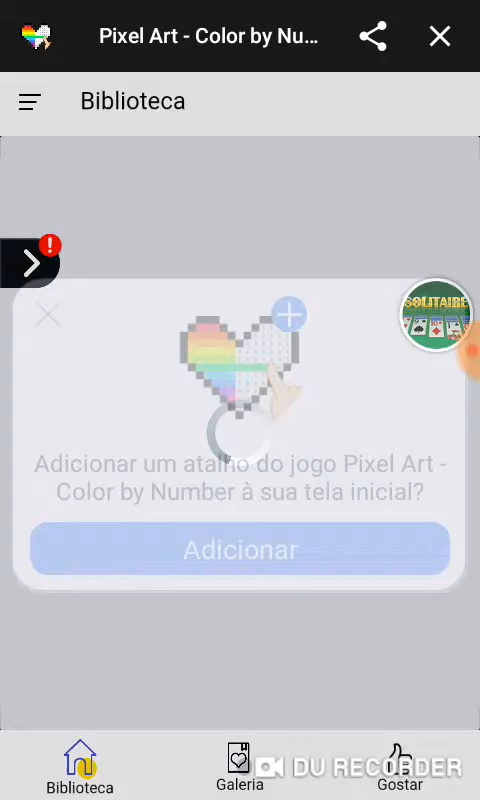 Pixel Art - Color by Nu...
Biblioteca
!
SOLITAIRE
Adicionar um atalho do jogo Pixel Art -
Color by Number à sua tela inicial?
Adicionar
Biblioteca
Galeria
Gostar
DU RECORDER